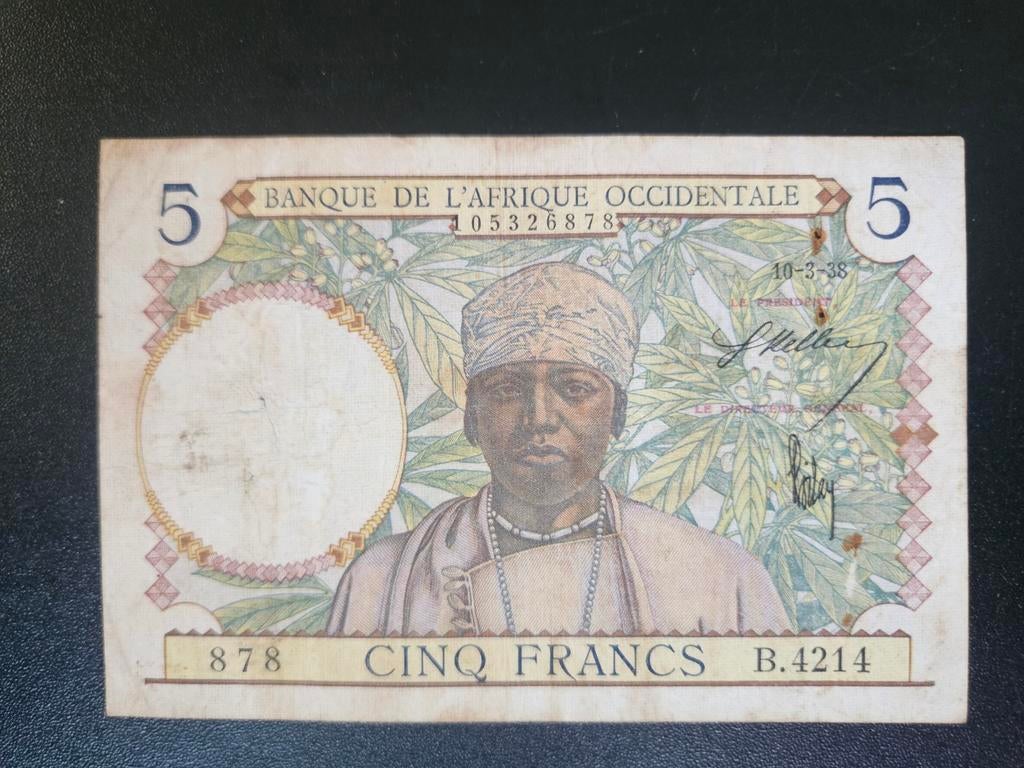 5
BANQUE DE L'AFRIQUE OCCIDENTALE
5
105326878
10-3-38
LE PRÉSIDENT
LE DIRECTEUR GÉNÉRAL,
878
CINQ FRANCS
B.4214